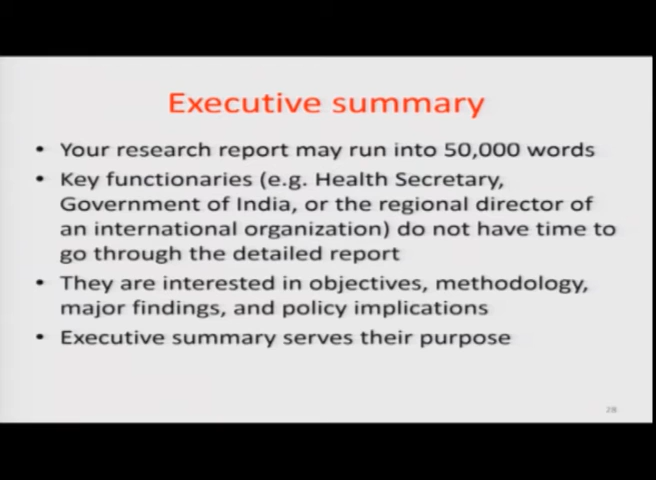 Executive summary
• Your research report may run into 50,000 words
• Key functionaries (e.g. Health Secretary,
Government of India, or the regional director of
an international organization) do not have time to
go through the detailed report
• They are interested in objectives, methodology,
major findings, and policy implications
• Executive summary serves their purpose
28